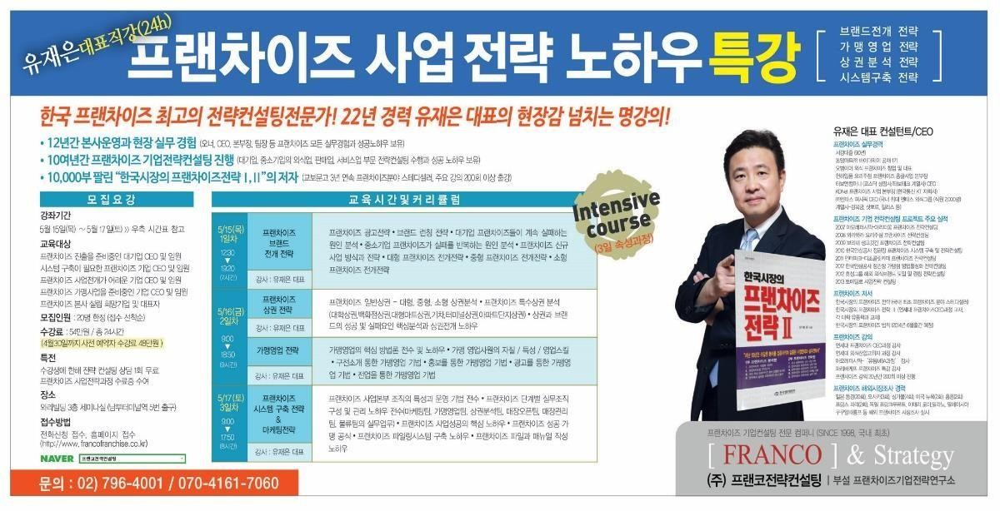 유재은대표직강(24h)
프랜차이즈 사업 전략 노하우 특강
브랜드전개 전략
가맹영업 전략
상권분석 전략
시스템구축 전략
한국 프랜차이즈 최고의 전략컨설팅전문가! 22년 경력 유재은 대표의 현장감 넘치는 명강의!
• 12년간 본사운영과 현장 실무 경험 (오너, CEO, 본부장, 팀장 등 프랜차이즈 모든 실무경험과 성공노하우 보유)
• 10여년간 프랜차이즈 기업전략컨설팅 진행 (대기업, 중소기업의 외식업, 판매업, 서비스업 부문 전략컨설팅 수행과 성공 노하우 보유)
• 10,000부 팔린 "한국시장의 프랜차이즈전략 I, II"의 저자 (교보문고 3년 연속 프랜차이즈분야 스테디셀러, 주요 강의 200회 이상 출강)
모집요강
강좌기간
5월 15일(목) ~ 5월 17일(토) » 우측 시간표 참고
교육대상
프랜차이즈 진출을 준비중인 대기업 CEO 및 임원
시스템 구축이 필요한 프랜차이즈 기업 CEO 및 임원
프랜차이즈 사업전개가 어려운 기업 CEO 및 임원
프랜차이즈 가맹사업을 준비중인 기업 CEO 및 임원
프랜차이즈 본사 설립 희망기업 및 대표자
모집인원 : 20명 한정 (접수 선착순)
수강료 : 54만원 / 총 24시간
(4월30일까지 사전 예약자 수강료 48만원)
특전
수강생에 한해 전략 컨설팅 상담 1회 무료
프랜차이즈 사업전략과정 수료증 수여
장소
와라빌딩 3층 세미나실 (남부터미널역 5번 출구)
접수방법
전화신청 접수, 홈페이지 접수
(http://www.francofranchise.co.kr)
NAVER 프랜코전략컨설팅
문의 : 02) 796-4001 / 070-4161-7060
교육시간및커리큘럼
5/15(목)
1일차
12:30
▼
19:20
(7시간)
프랜차이즈
브랜드
전개 전략
강사 : 유재은 대표
프랜차이즈 광고전략 • 브랜드 런칭 전략 • 대기업 프랜차이즈들이 계속 실패하는
원인 분석 • 중소기업 프랜차이즈가 실패를 반복하는 원인 분석 • 프랜차이즈 신규
사업 방식과 전략 • 대형 프랜차이즈 전개전략 • 중형 프랜차이즈 전개전략 • 소형
프랜차이즈 전개전략
5/16(금)
2일차
9:00
▼
18:50
(9시간)
프랜차이즈
상권 전략
강사 : 유재은 대표
프랜차이즈 일반상권 - 대형, 중형, 소형 상권분석 • 프랜차이즈 특수상권 분석
(대학상권,백화점상권,대형마트상권,기차,터미널상권,아파트단지상권) • 상권과 브랜
드의 성공 및 실패요인 핵심분석과 상권전개 노하우
가맹영업 전략
강사 : 유재은 대표
가맹영업의 핵심 방법론 전수 및 노하우 • 가맹 영업사원의 자질 / 특성 / 영업스킬
• 구전소개를 통한 가맹영업 기법 • 홍보를 통한 가맹영업 기법 • 광고를 통한 가맹영
업 기법 • 진업을 통한 가맹영업 기법
5/17(토)
3일차
9:00
▼
17:50
(8시간)
프랜차이즈
시스템 구축 전략
&
마케팅전략
강사 : 유재은 대표
프랜차이즈 사업본부 조직의 특성과 운영 기법 전수 • 프랜차이즈 단계별 실무조직
구성 및 관리 노하우 전수(마케팅팀, 가맹영업팀, 상권분석팀, 매장오픈팀, 매장관리
팀, 물류팀의 실무업무) • 프랜차이즈 사업성공의 핵심 노하우 • 프랜차이즈 성공 가
맹 공식 • 프랜차이즈 파일링시스템 구축 노하우 • 프랜차이즈 파일과 매뉴얼 작성
노하우
Intensive
course
(3일 속성과정)
한국시장의
프랜차이즈
전략 II
유재은 대표 컨설턴트/CEO
프랜차이즈 실무경력
프랜차이즈 기업 전략컨설팅 프로젝트 주요 실적
프랜차이즈 저서
프랜차이즈 강의
프랜차이즈 해외시장조사 경력
프랜차이즈 기업컨설팅 전문 컴퍼니 (SINCE 1998, 국내 최초)
[ FRANCO ] & Strategy
(주) 프랜코전략컨설팅 | 부설 프랜차이즈기업전략연구소